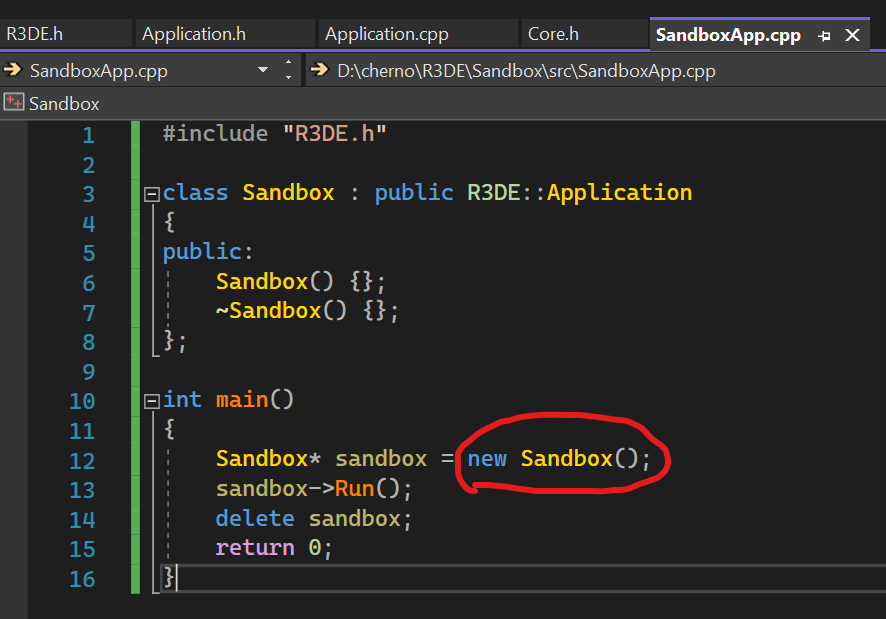 R3DE.h Application.h Application.cpp Core.h SandboxApp.cpp
SandboxApp.cpp D:\cherno\R3DE\Sandbox\src\SandboxApp.cpp
Sandbox
1 #include "R3DE.h"
2
3 class Sandbox : public R3DE::Application
4 {
5 public:
6 Sandbox() {};
7 ~Sandbox() {};
8 };
9
10 int main()
11 {
12 Sandbox* sandbox = new Sandbox();
13 sandbox->Run();
14 delete sandbox;
15 return 0;
16 }